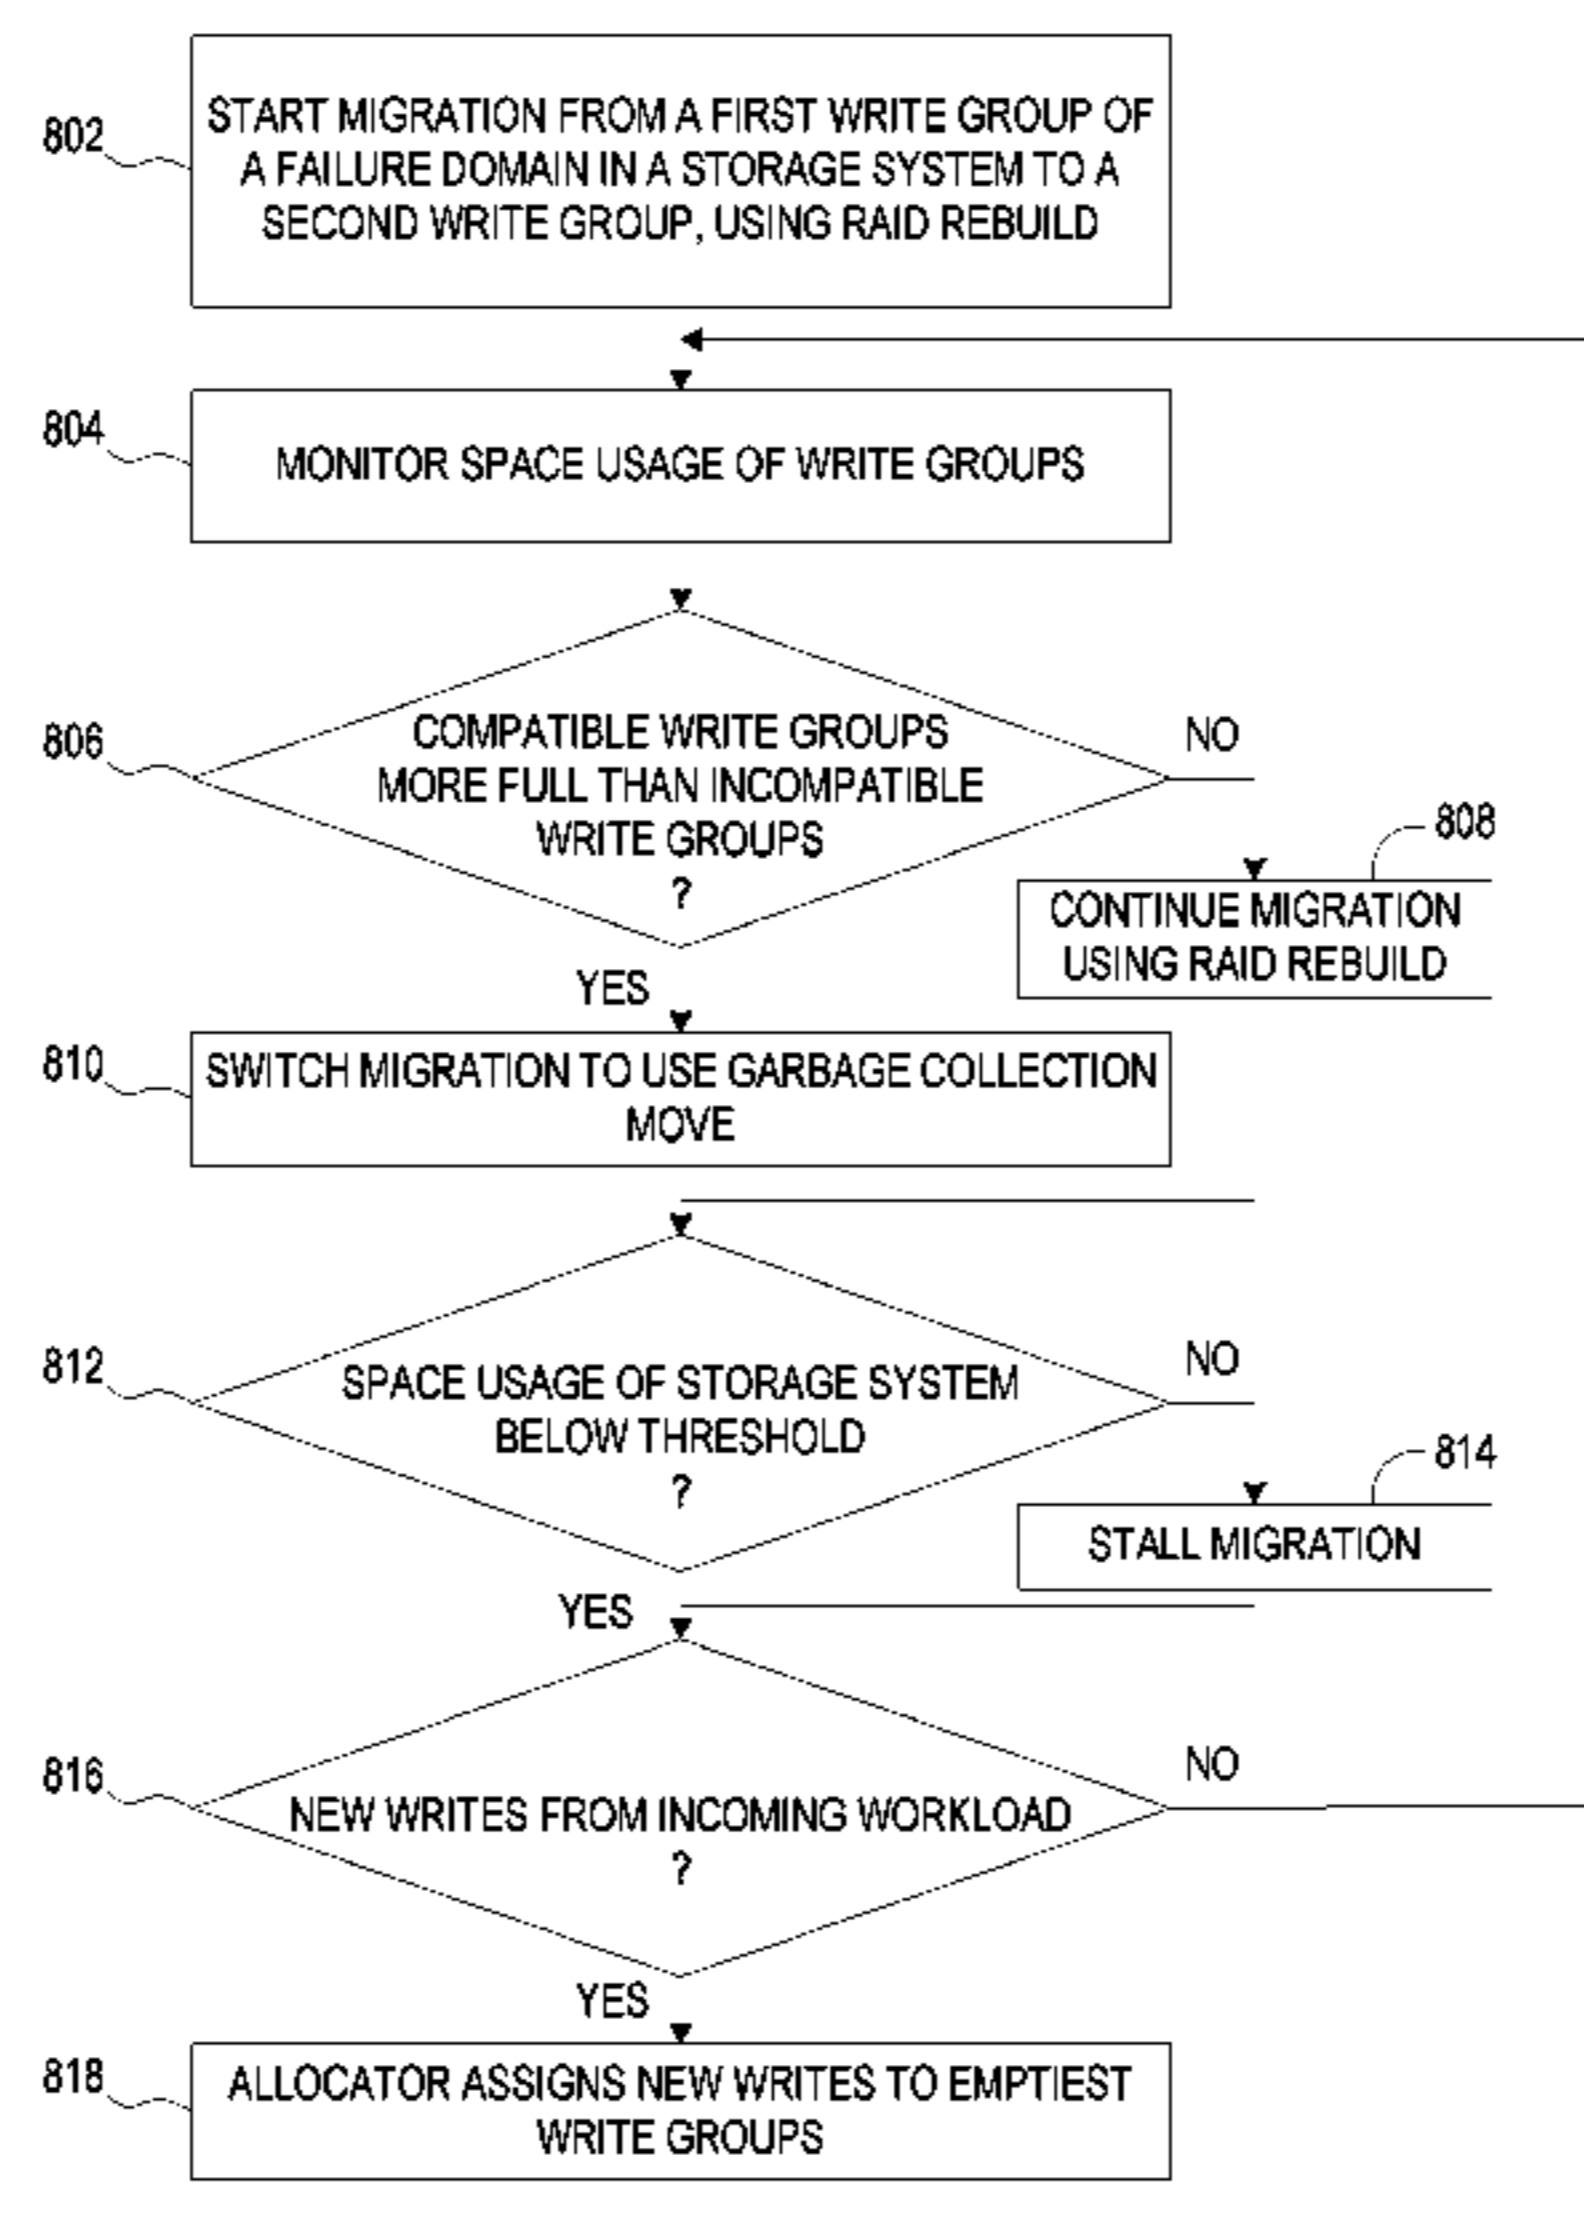 802
START MIGRATION FROM A FIRST WRITE GROUP OF
A FAILURE DOMAIN IN A STORAGE SYSTEM TO A
SECOND WRITE GROUP, USING RAID REBUILD
804
MONITOR SPACE USAGE OF WRITE GROUPS
806
COMPATIBLE WRITE GROUPS
MORE FULL THAN INCOMPATIBLE
WRITE GROUPS
?
NO
808
CONTINUE MIGRATION
USING RAID REBUILD
YES
810
SWITCH MIGRATION TO USE GARBAGE COLLECTION
MOVE
812
SPACE USAGE OF STORAGE SYSTEM
BELOW THRESHOLD
?
NO
814
STALL MIGRATION
YES
816
NEW WRITES FROM INCOMING WORKLOAD
?
NO
YES
818
ALLOCATOR ASSIGNS NEW WRITES TO EMPTIEST
WRITE GROUPS